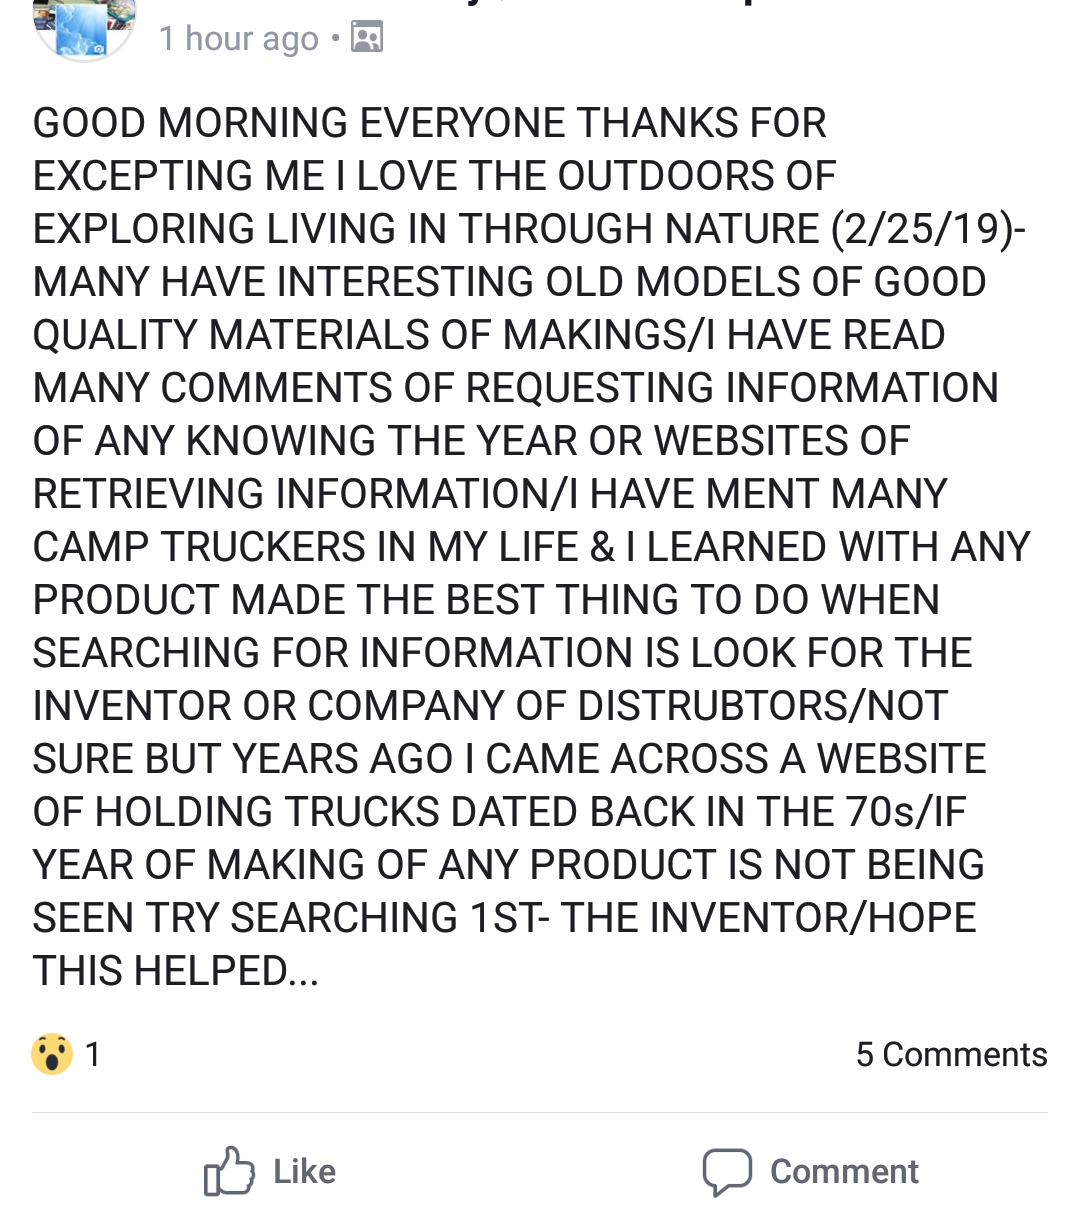 1 hour ago •
GOOD MORNING EVERYONE THANKS FOR
EXCEPTING ME I LOVE THE OUTDOORS OF
EXPLORING LIVING IN THROUGH NATURE (2/25/19)-
MANY HAVE INTERESTING OLD MODELS OF GOOD
QUALITY MATERIALS OF MAKINGS/I HAVE READ
MANY COMMENTS OF REQUESTING INFORMATION
OF ANY KNOWING THE YEAR OR WEBSITES OF
RETRIEVING INFORMATION/I HAVE MENT MANY
CAMP TRUCKERS IN MY LIFE & I LEARNED WITH ANY
PRODUCT MADE THE BEST THING TO DO WHEN
SEARCHING FOR INFORMATION IS LOOK FOR THE
INVENTOR OR COMPANY OF DISTRUBTORS/NOT
SURE BUT YEARS AGO I CAME ACROSS A WEBSITE
OF HOLDING TRUCKS DATED BACK IN THE 70s/IF
YEAR OF MAKING OF ANY PRODUCT IS NOT BEING
SEEN TRY SEARCHING 1ST- THE INVENTOR/HOPE
THIS HELPED...
1 5 Comments
Like Comment